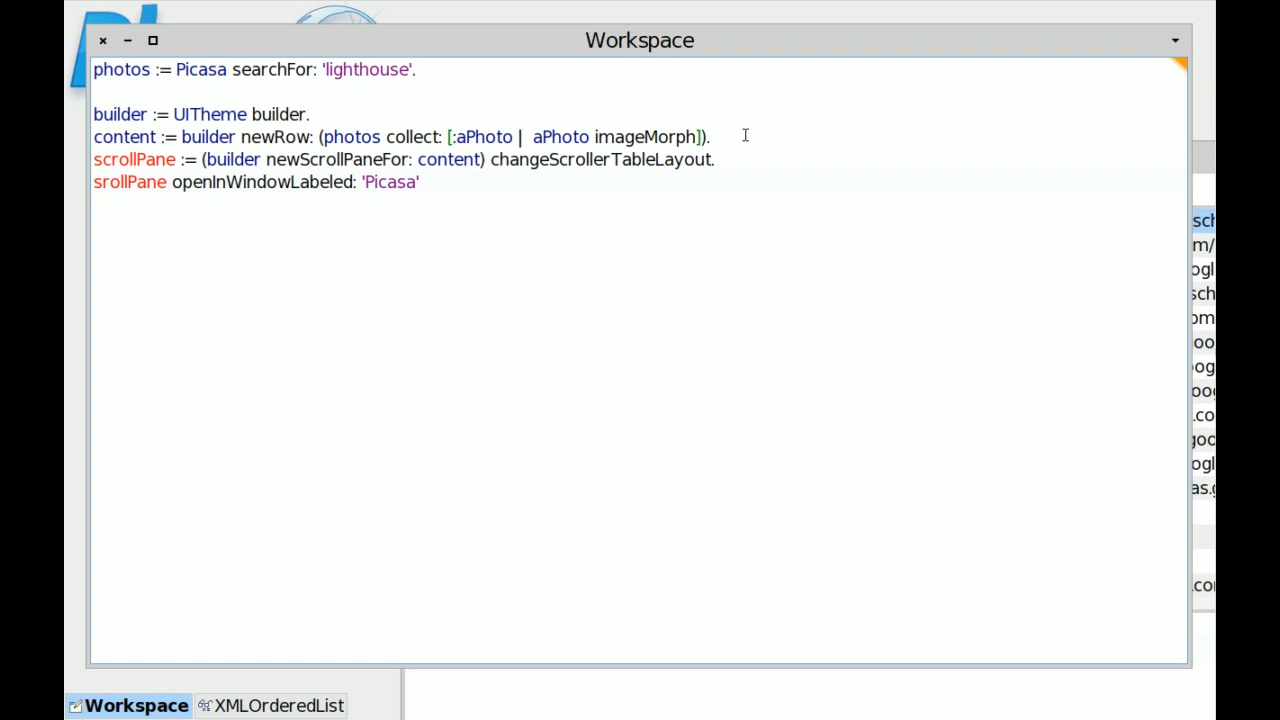 Workspace
photos := Picasa searchFor: 'lighthouse'.
builder := UITheme builder.
content := builder newRow: (photos collect: [:aPhoto |  aPhoto imageMorph]).
scrollPane := (builder newScrollPaneFor: content) changeScrollerTableLayout.
srollPane openInWindowLabeled: 'Picasa'
Workspace
XMLOrderedList